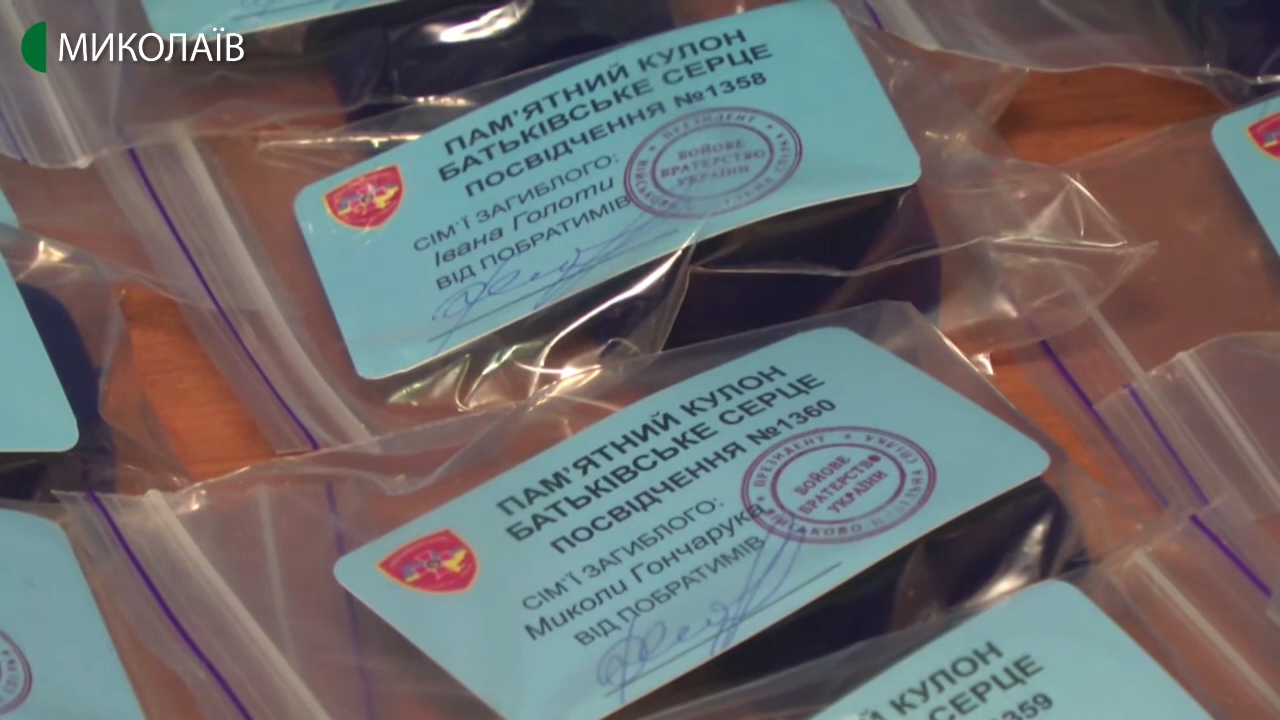 МИКОЛАЇВ
ПАМ'ЯТНИЙ КУЛОН
БАТЬКІВСЬКЕ СЕРЦЕ
ПОСВІДЧЕННЯ №1358
СІМ'Ї ЗАГИБЛОГО:
Івана Голоти
ВІД ПОБРАТИМІВ
ПРЕЗИДЕНТ
БОЙОВЕ
БРАТЕРСТВО
УКРАЇНИ
ПАМ'ЯТНИЙ КУЛОН
БАТЬКІВСЬКЕ СЕРЦЕ
ПОСВІДЧЕННЯ №1360
СІМ'Ї ЗАГИБЛОГО:
Миколи Гончарука
ВІД ПОБРАТИМІВ
ПРЕЗИДЕНТ
БОЙОВЕ
БРАТЕРСТВО
УКРАЇНИ
КУЛОН
СЕРЦЕ
359